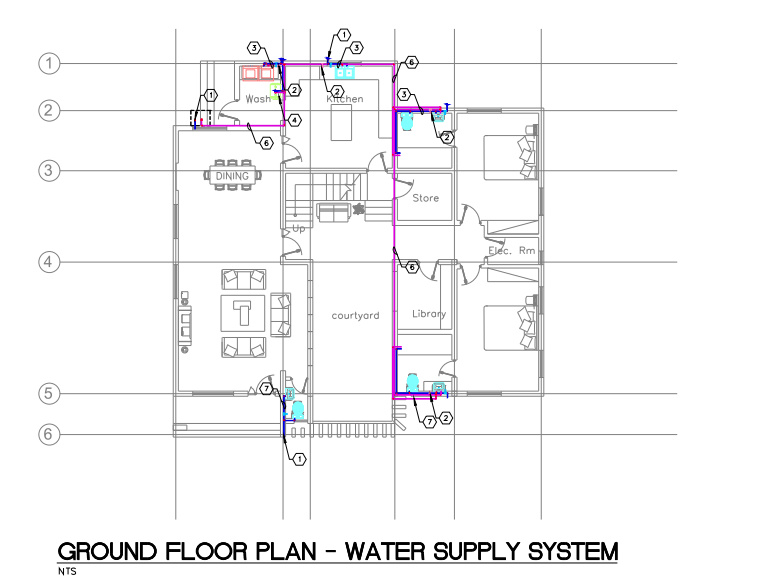 1
3
3
1
6
Wash
2
2
Kitchen
2
1
3
4
2
6
3
DINING
Store
Up
Elec. Rm
4
6
courtyard
Library
5
7
7
2
6
1
GROUND FLOOR PLAN - WATER SUPPLY SYSTEM
NTS